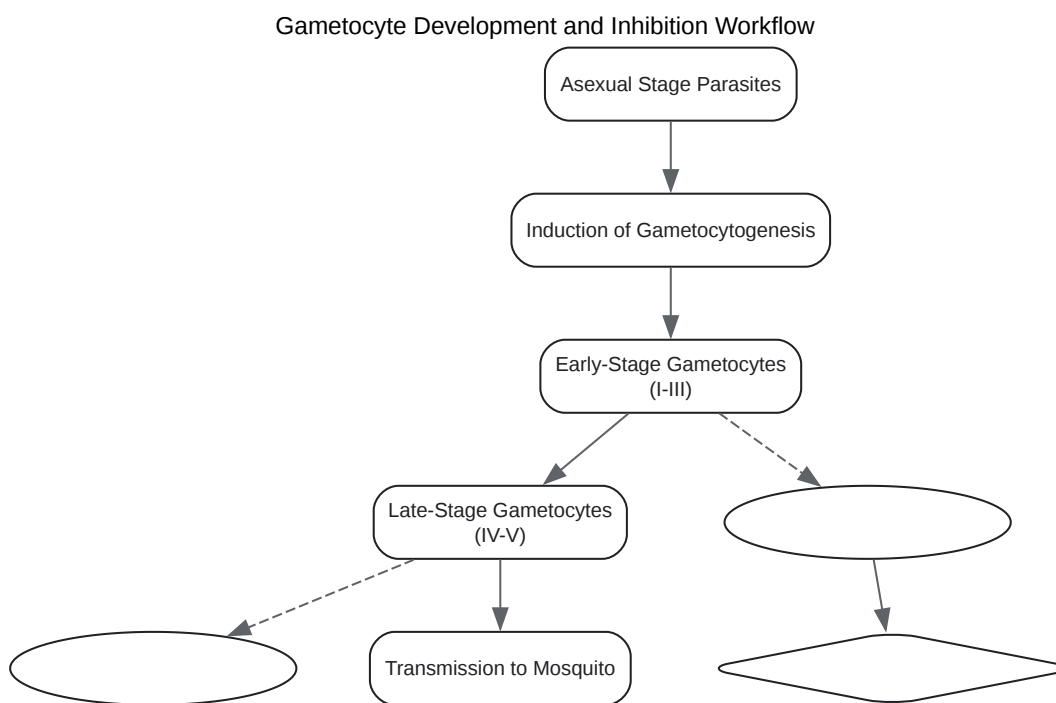 Gametocyte Development and Inhibition Workflow
Asexual Stage Parasites
Induction of Gametocytogenesis
Early-Stage Gametocytes
(I-III)
Late-Stage Gametocytes
(IV-V)
Transmission to Mosquito